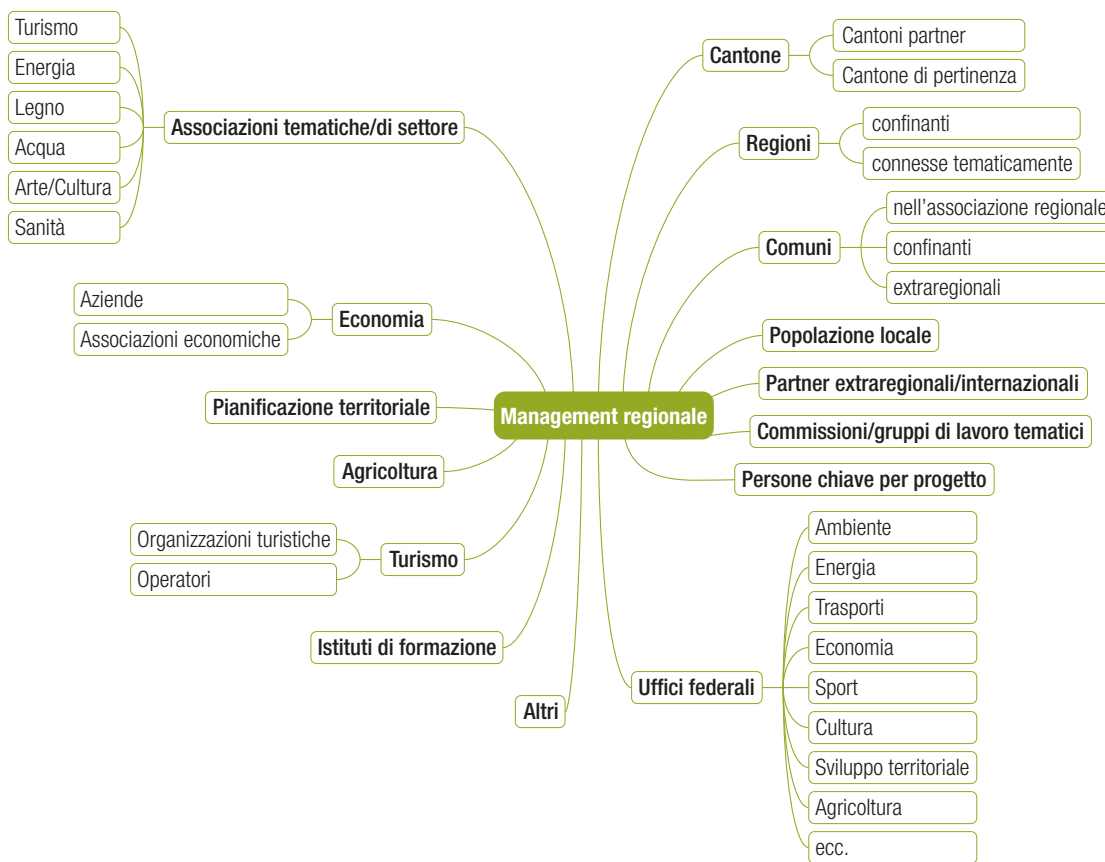 Turismo
Energia
Legno
Acqua
Arte/Cultura
Sanità
Associazioni tematiche/di settore
Aziende
Associazioni economiche
Economia
Pianificazione territoriale
Agricoltura
Organizzazioni turistiche
Operatori
Turismo
Istituti di formazione
Altri
Management regionale
Cantone
Cantoni partner
Cantone di pertinenza
Regioni
confinanti
connesse tematicamente
Comuni
nell’associazione regionale
confinanti
extraregionali
Popolazione locale
Partner extraregionali/internazionali
Commissioni/gruppi di lavoro tematici
Persone chiave per progetto
Uffici federali
Ambiente
Energia
Trasporti
Economia
Sport
Cultura
Sviluppo territoriale
Agricoltura
ecc.